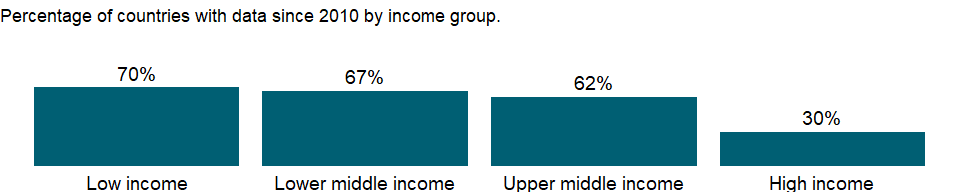 Percentage of countries with data since 2010 by income group.
70%
67%
62%
30%
Low income
Lower middle income
Upper middle income
High income